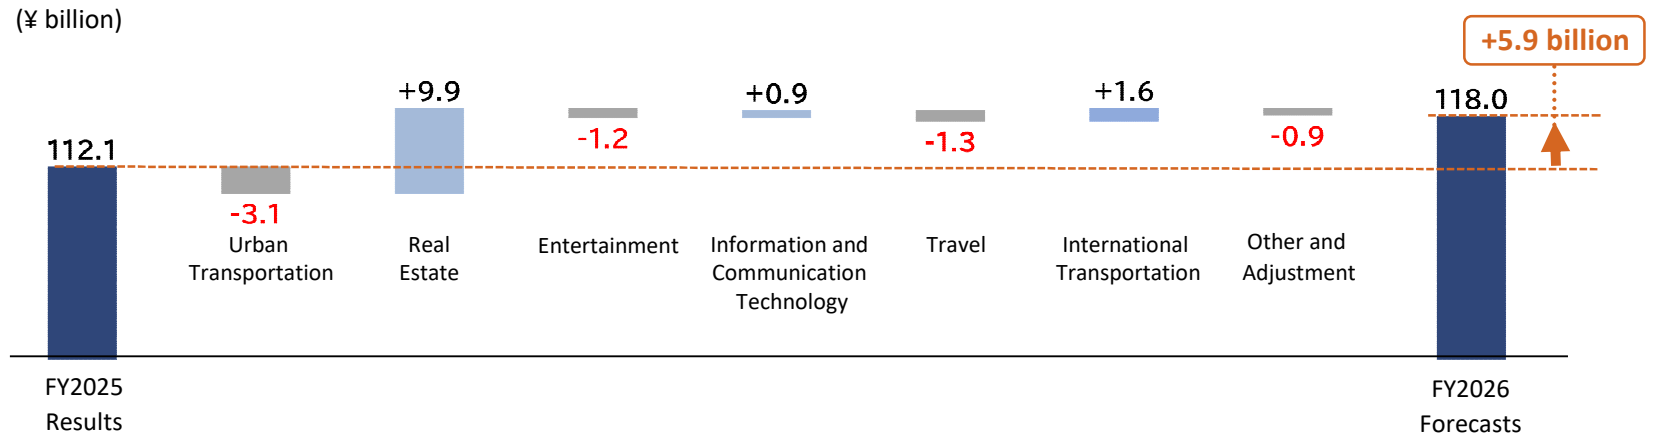 (¥ billion)
+5.9 billion
112.1
-3.1
+9.9
-1.2
+0.9
-1.3
+1.6
-0.9
118.0
Urban
Transportation
Real
Estate
Entertainment
Information and
Communication
Technology
Travel
International
Transportation
Other and
Adjustment
FY2025
Results
FY2026
Forecasts